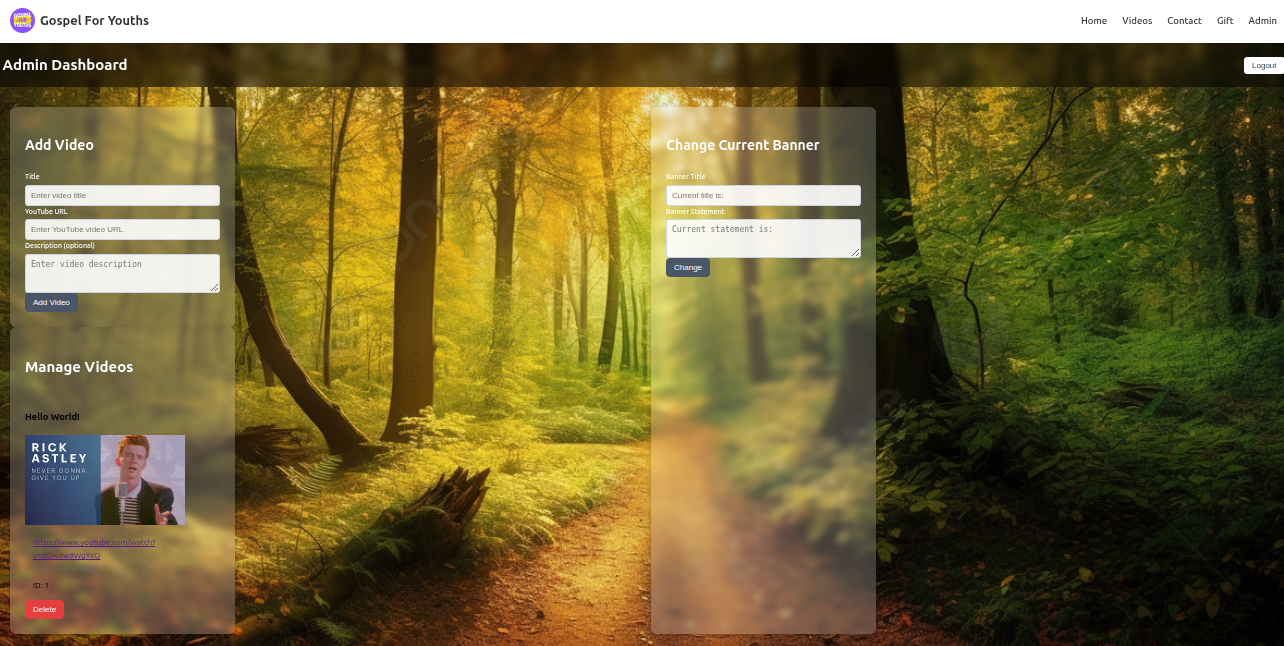 GOSPEL
FOR
YOUTHS
Gospel For Youths
Home
Videos
Contact
Gift
Admin
Admin Dashboard
Logout
Add Video
Title
Enter video title
YouTube URL
Enter YouTube video URL
Description (optional)
Enter video description
Add Video
Manage Videos
Hello World!
RICK
ASTLEY
NEVER GONNA
GIVE YOU UP
https://www.youtube.com/watch?
v=dQw4w9WgXcQ
ID: 1
Delete
Change Current Banner
Banner Title
Current title is:
Banner Statement
Current statement is:
Change